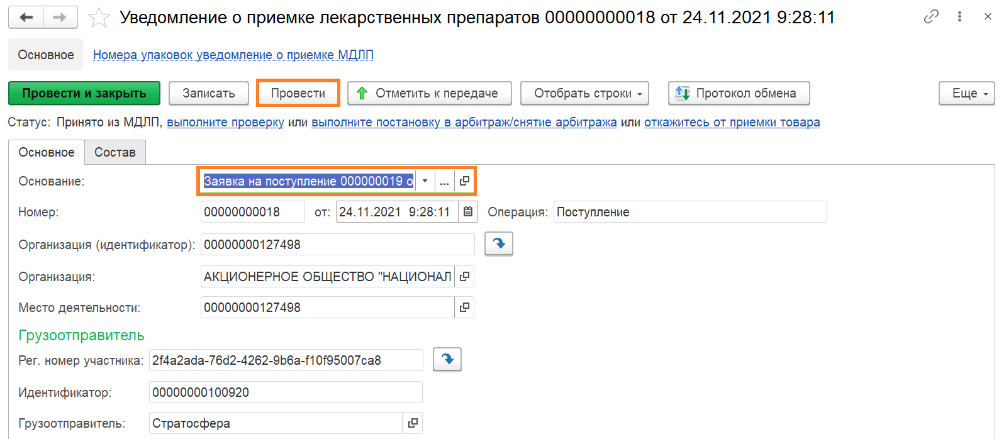 Уведомление о приемке лекарственных препаратов 00000000018 от 24.11.2021 9:28:11
Основное Номера упаковок уведомление о приемке МДЛП
Провести и закрыть Записать Провести Отметить к передаче Отобрать строки Протокол обмена Еще
Статус: Принято из МДЛП, выполните проверку или выполните постановку в арбитраж/снятие арбитража или откажитесь от приемки товара
Основное Состав
Основание: Заявка на поступление 000000019 о ...
Номер: 00000000018 от: 24.11.2021 9:28:11 Операция: Поступление
Организация (идентификатор): 00000000127498
Организация: АКЦИОНЕРНОЕ ОБЩЕСТВО "НАЦИОНАЛ
Место деятельности: 00000000127498
Грузоотправитель
Рег. номер участника: 2f4a2ada-76d2-4262-9b6a-f10f95007ca8
Идентификатор: 00000000100920
Грузоотправитель: Стратосфера